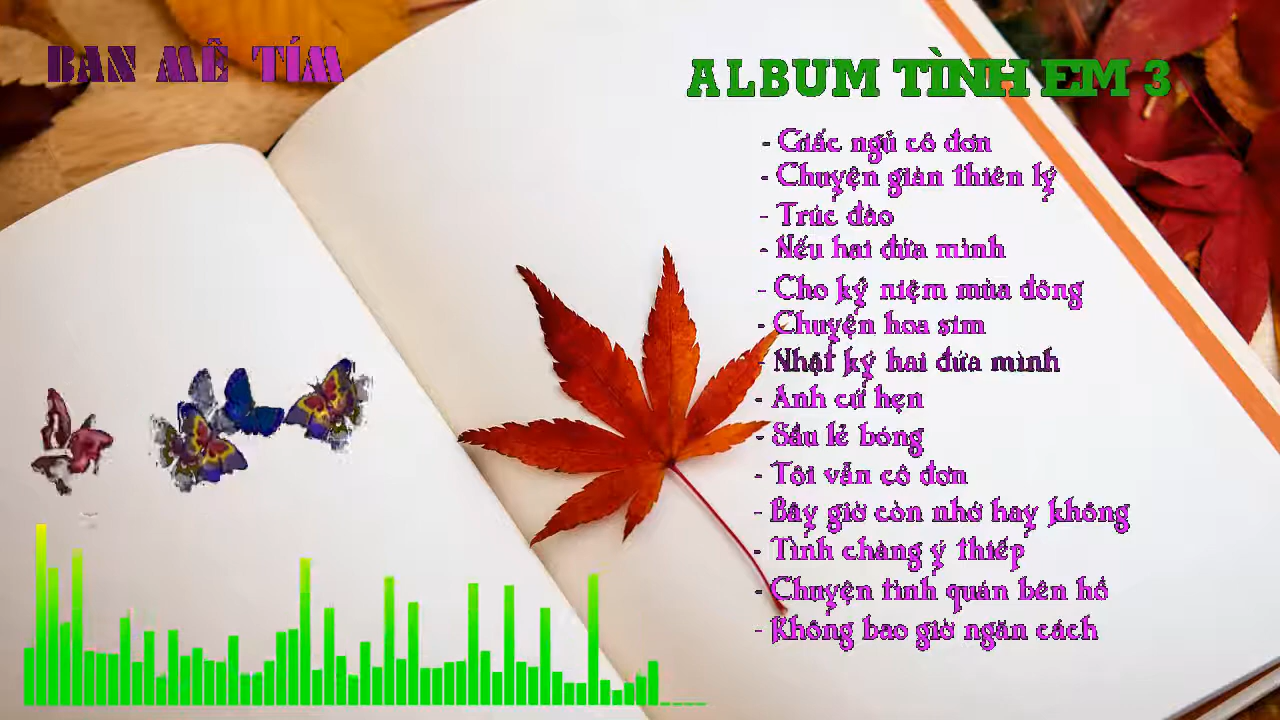 BAN MÊ TÍM
ALBUM TÌNH EM 3
- Giấc ngủ cô đơn
- Chuyện giàn thiên lý
- Trúc đào
- Nếu hai đứa mình
- Cho kỷ niệm mùa đông
- Chuyện hoa sim
- Nhật ký hai đứa mình
- Anh cứ hẹn
- Sầu lẻ bóng
- Tôi vẫn cô đơn
- Bây giờ còn nhớ hay không
- Tình chàng ý thiếp
- Chuyện tình quán bên hồ
- Không bao giờ ngăn cách